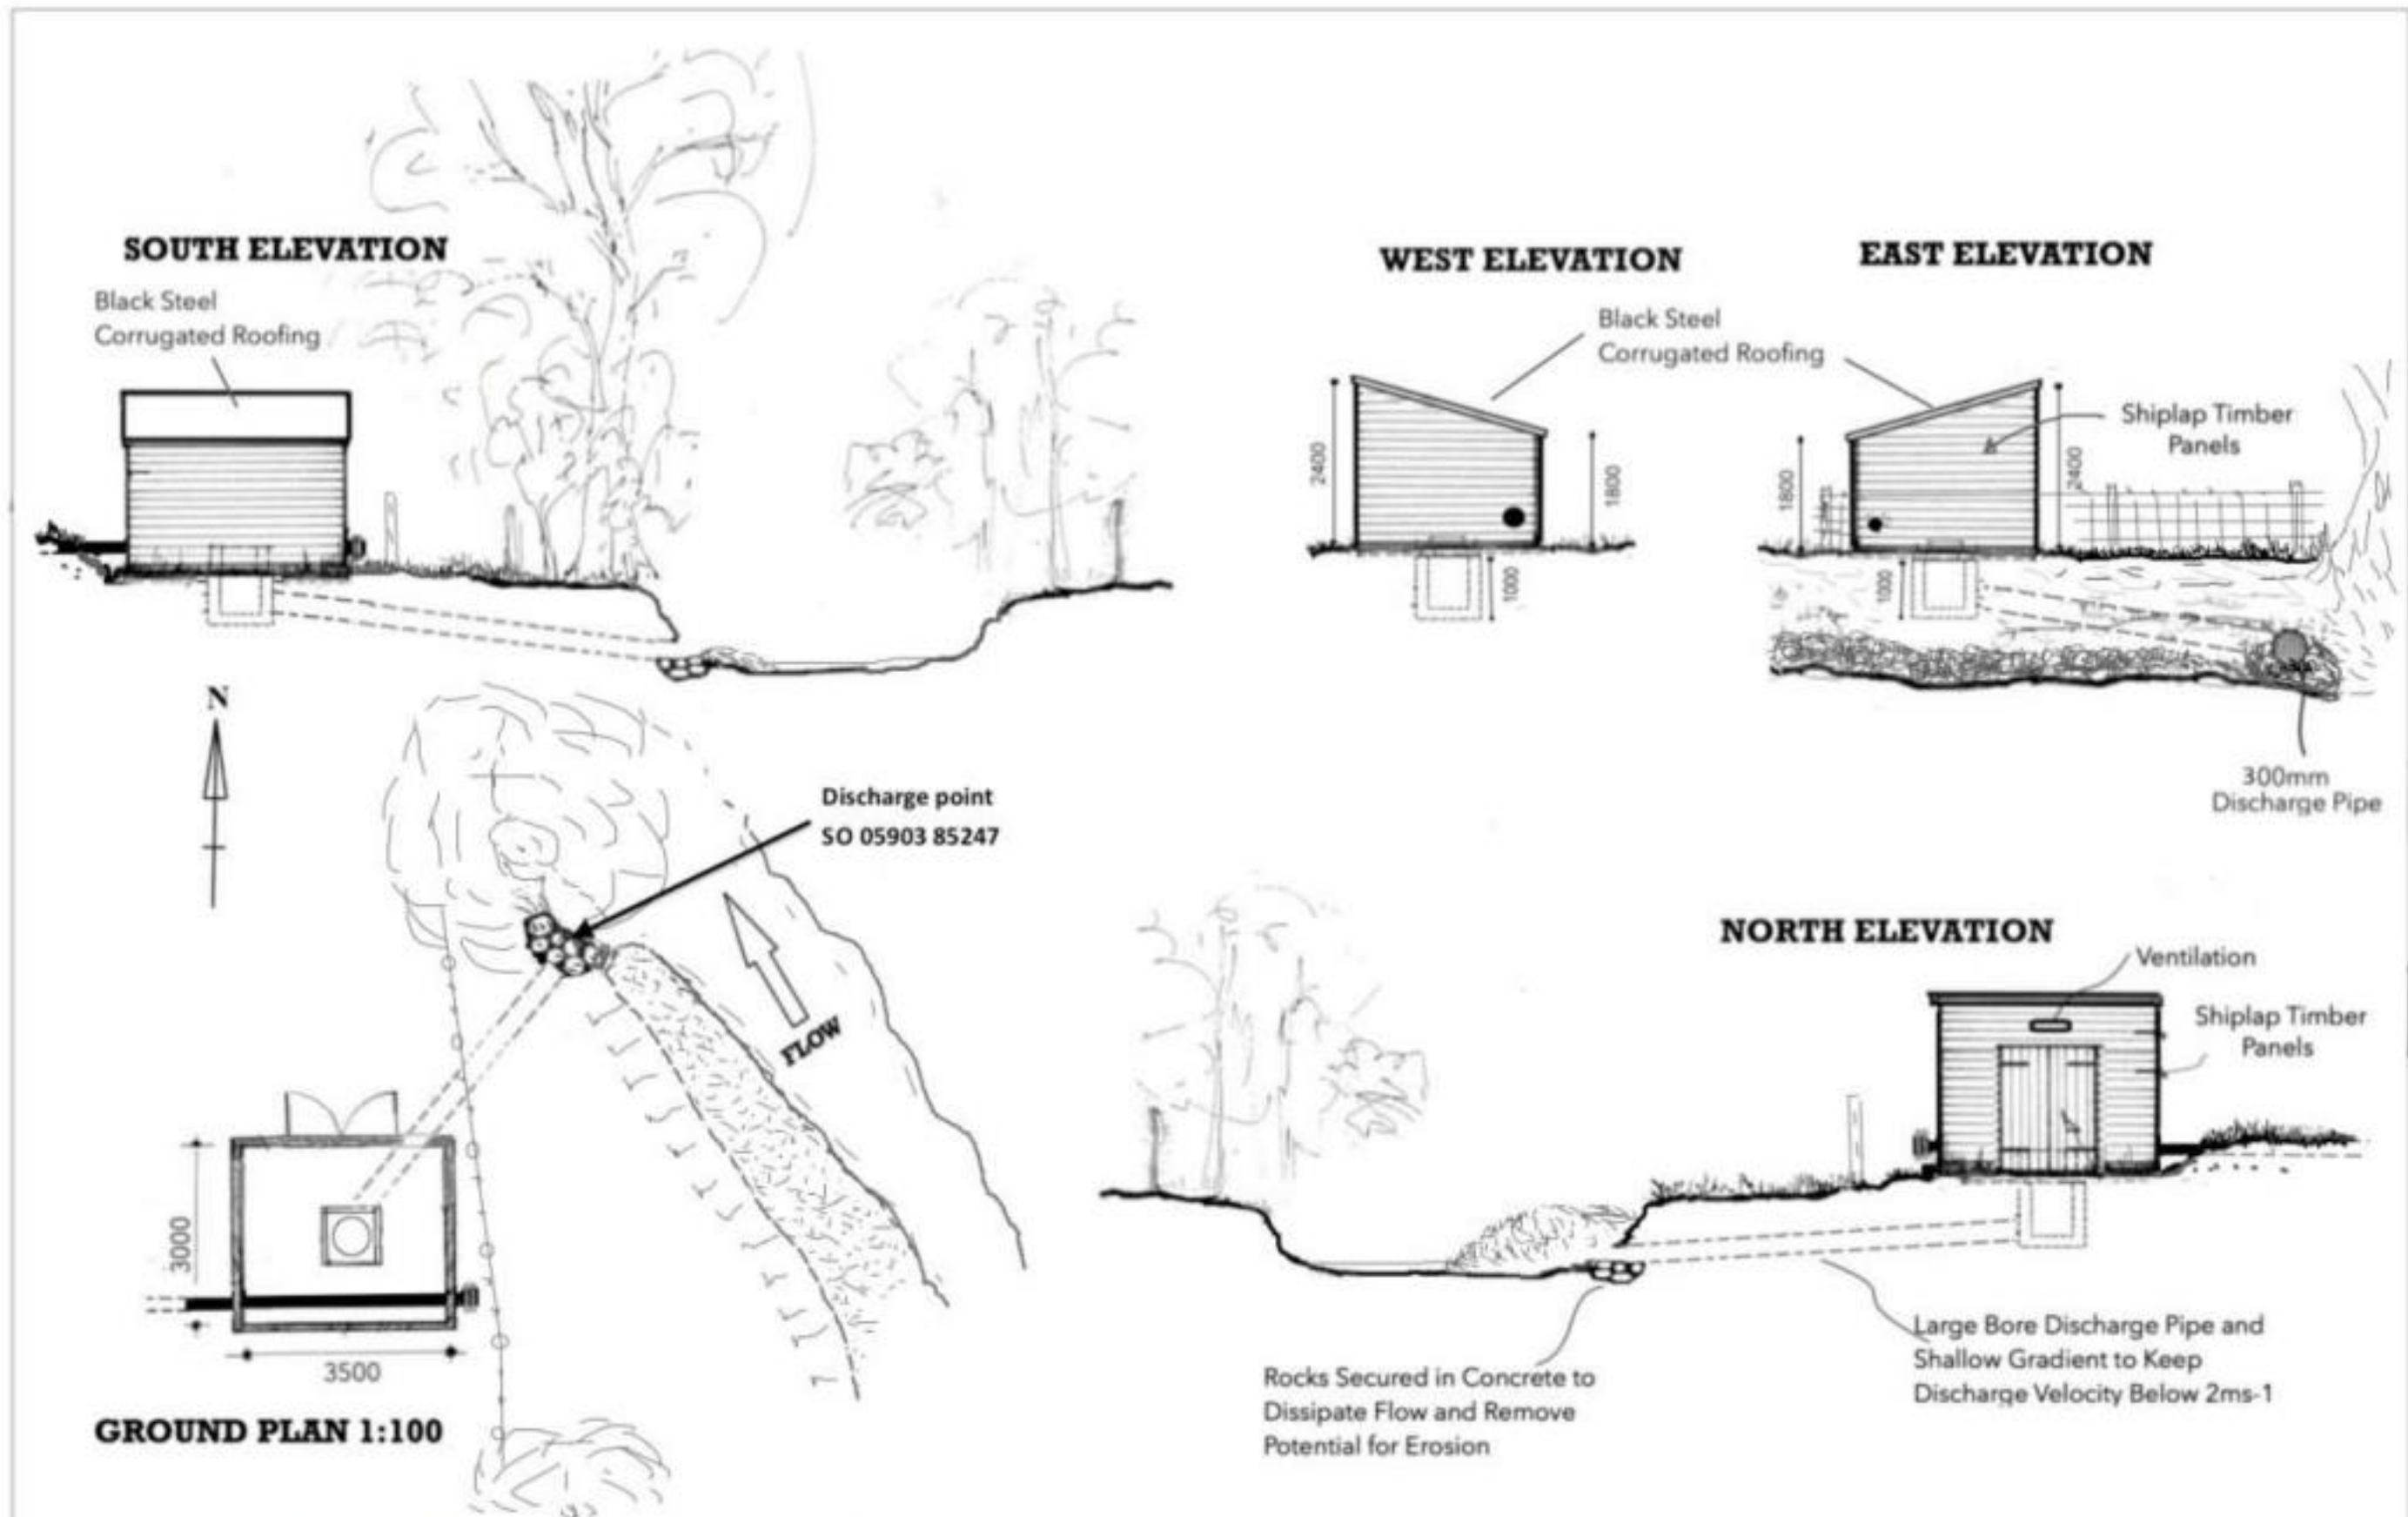 SOUTH ELEVATION
Black Steel
Corrugated Roofing
WEST ELEVATION
EAST ELEVATION
Black Steel
Corrugated Roofing
Shiplap Timber
Panels
2400
1800
1000
1800
2400
1000
300mm
Discharge Pipe
N
Discharge point
SO 05903 85247
FLOW
3000
3500
GROUND PLAN 1:100
NORTH ELEVATION
Ventilation
Shiplap Timber
Panels
Rocks Secured in Concrete to
Dissipate Flow and Remove
Potential for Erosion
Large Bore Discharge Pipe and
Shallow Gradient to Keep
Discharge Velocity Below 2ms-1